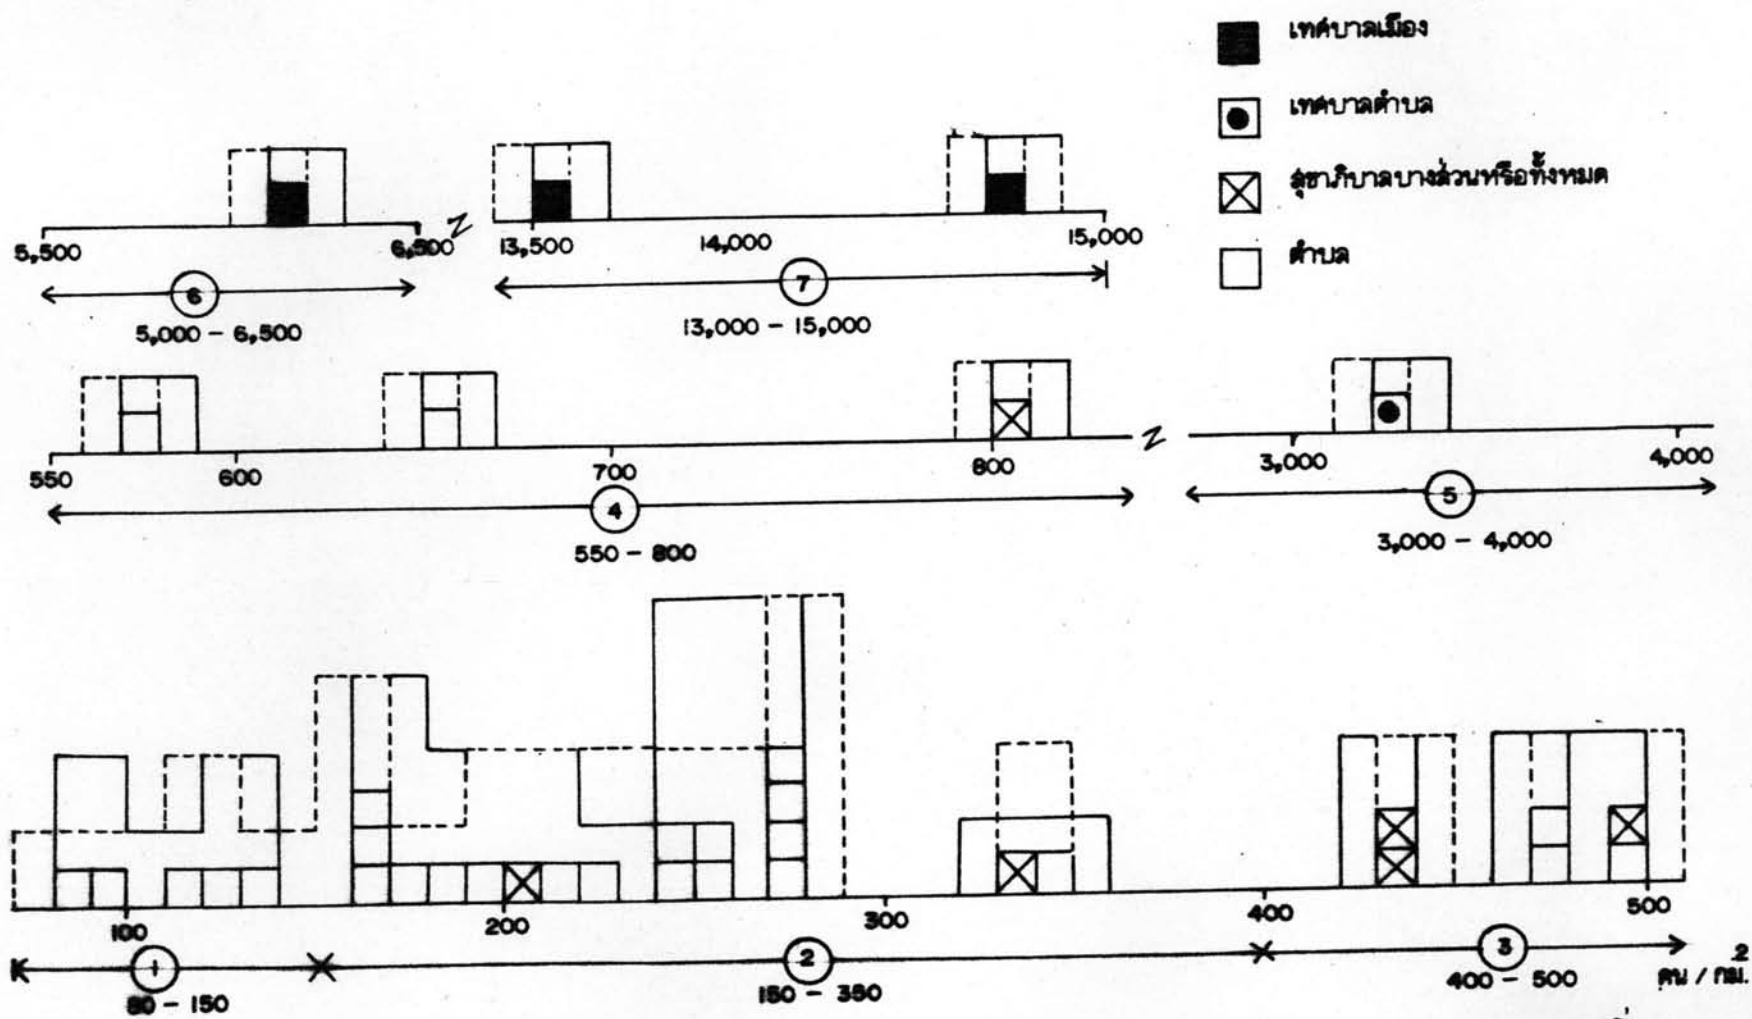 เทศบาลเมือง
เทศบาลตำบล
สุขาภิบาลบางส่วนหรือทั้งหมด
ตำบล
5,500 6,500 13,500 14,000 15,000
6 7
5,000 - 6,500 13,000 - 15,000
550 600 700 800 3,000 4,000
4 5
550 - 800 3,000 - 4,000
100 200 300 400 500
1 2 3
80 - 150 150 - 350 400 - 500 คน / กม.2